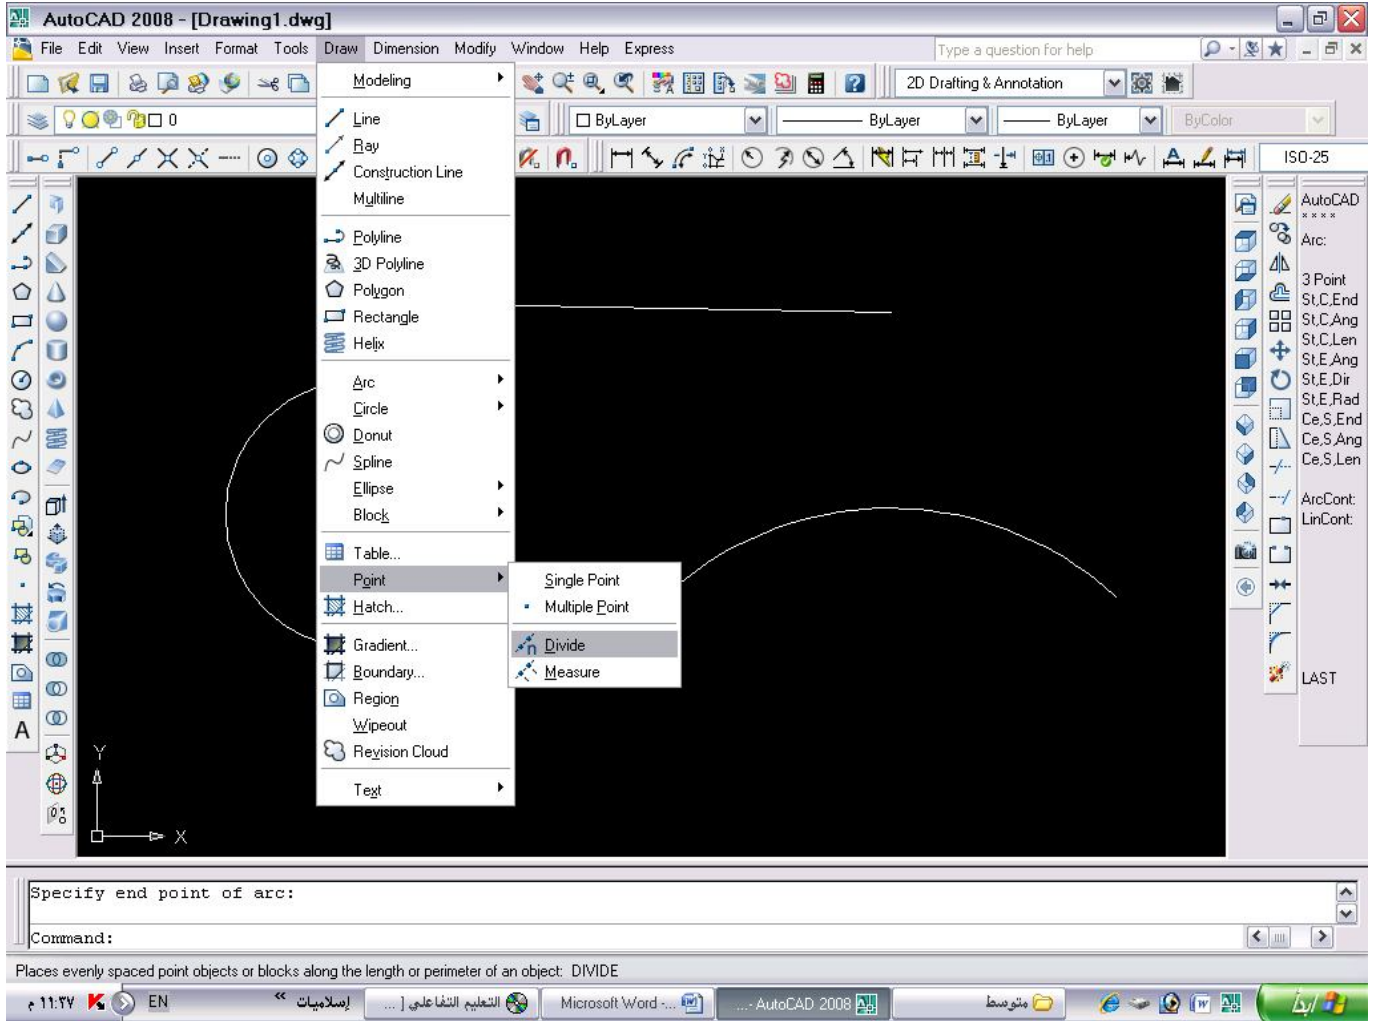 AutoCAD 2008 - [Drawing1.dwg]
File Edit View Insert Format Tools Draw Dimension Modify Window Help Express
Type a question for help
2D Drafting & Annotation
0
ByLayer
ByLayer
ByLayer
ByColor
ISO-25
Modeling
Line
Ray
Construction Line
Multiline
Polyline
3D Polyline
Polygon
Rectangle
Helix
Arc
Circle
Donut
Spline
Ellipse
Block
Table...
Point
Hatch...
Gradient...
Boundary...
Region
Wipeout
Revision Cloud
Text
Single Point
Multiple Point
Divide
Measure
AutoCAD
* * * *
Arc:
3 Point
St,C,End
St,C,Ang
St,C,Len
St,E,Ang
St,E,Dir
St,E,Rad
Ce,S,End
Ce,S,Ang
Ce,S,Len
ArcCont:
LinCont:
LAST
A
Y
X
Specify end point of arc:
Command:
Places evenly spaced point objects or blocks along the length or perimeter of an object: DIVIDE
ابدأ
متوسط
AutoCAD 2008 - ...
Microsoft Word - ...
التعليم التفاعلي [ ...
إسلاميات »
EN
١١:٣٧ م